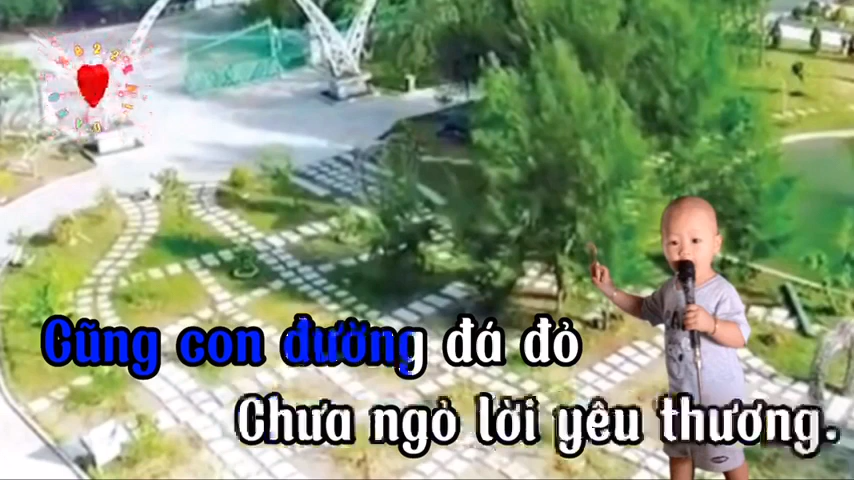 Cũng con đường đá đỏ
Chưa ngỏ lời yêu thương.